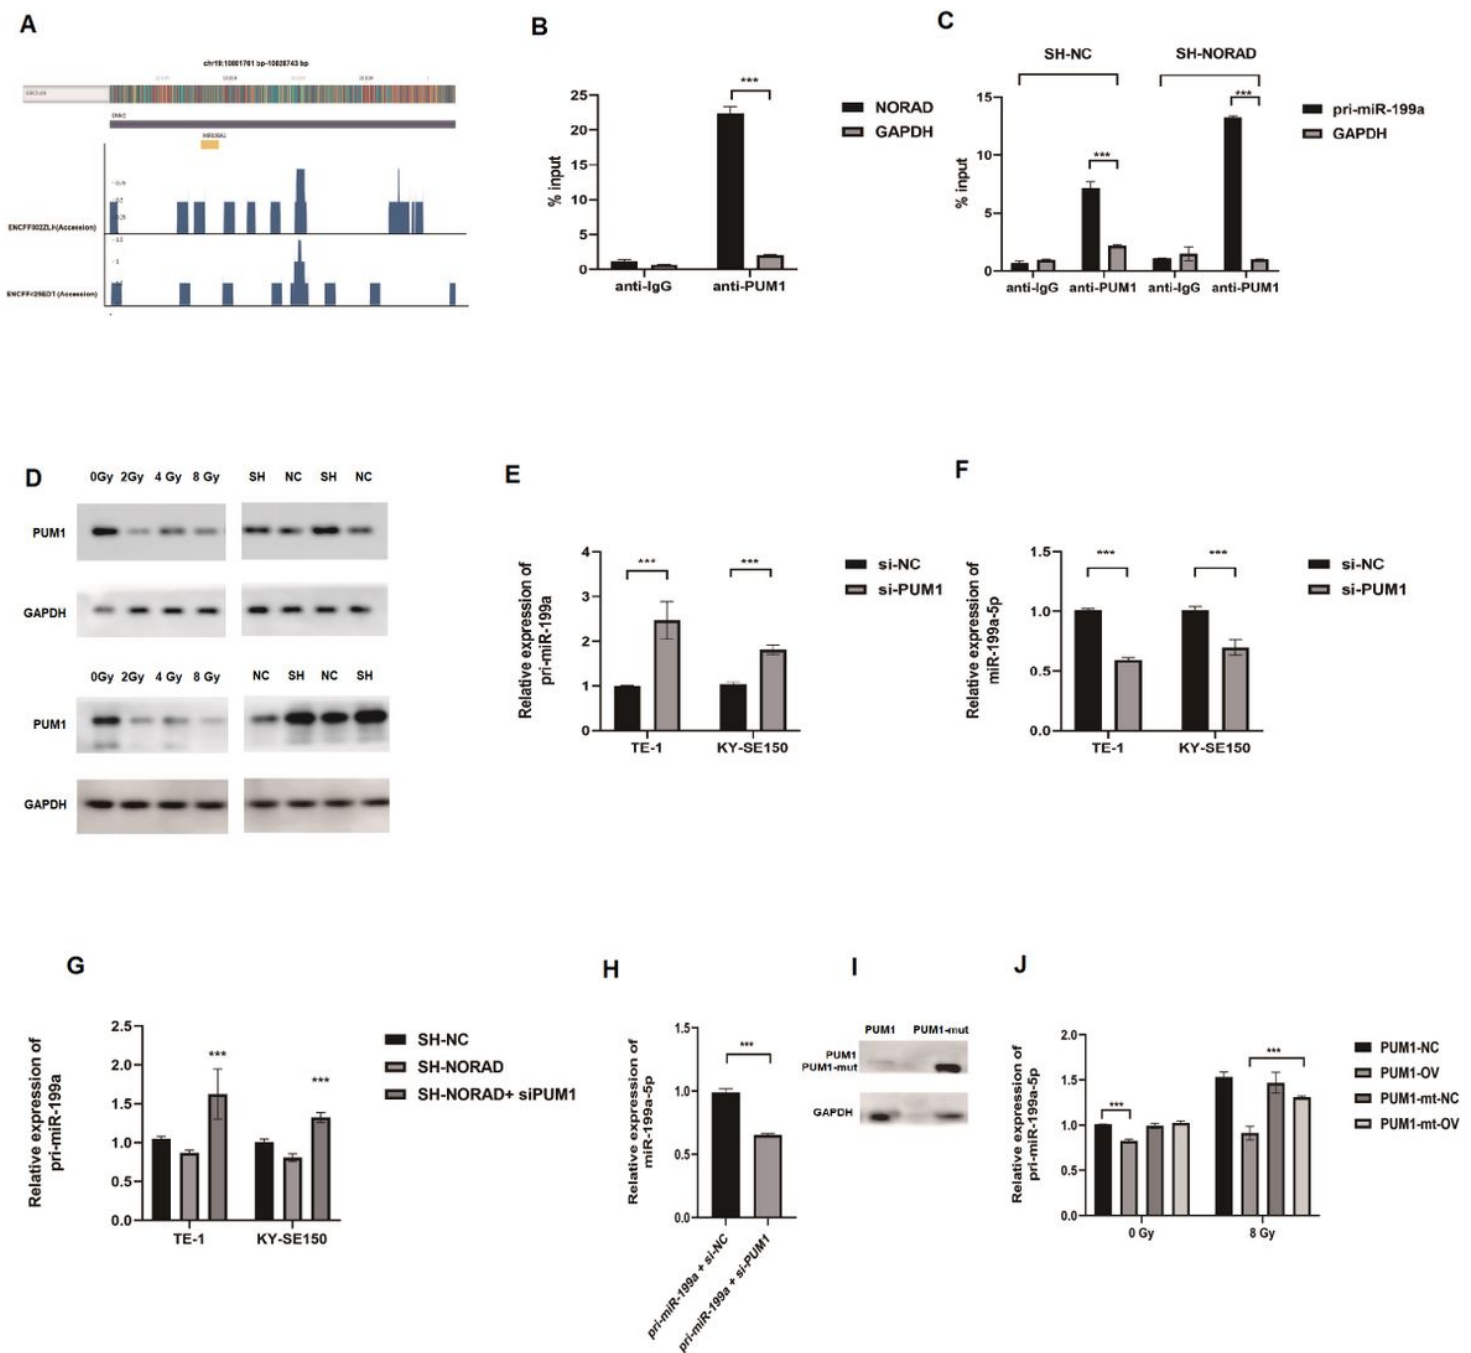 A
chr19:10801761 bp-10828743 bp
DNM2
ENCFF002ZLH(Accession)
B
***
% input
25
20
15
10
5
0
anti-IgG anti-PUM1
NORAD
GAPDH
C
SH-NC SH-NORAD
*** ***
% input
15
10
5
0
anti-IgG anti-PUM1 anti-IgG anti-PUM1
pri-miR-199a
GAPDH
D
0Gy 2Gy 4 Gy 8 Gy SH NC SH NC
PUM1
GAPDH
0Gy 2Gy 4 Gy 8 Gy NC SH NC SH
PUM1
GAPDH
E
Relative expression of
pri-miR-199a
4
3
2
1
0
*** ***
TE-1 KY-SE150
si-NC
si-PUM1
F
Relative expression of
miR-199a-5p
1.5
1.0
0.5
0.0
*** ***
TE-1 KY-SE150
si-NC
si-PUM1
G
Relative expression of
pri-miR-199a
2.5
2.0
1.5
1.0
0.5
0.0
*** ***
TE-1 KY-SE150
SH-NC
SH-NORAD
SH-NORAD+ siPUM1
H
Relative expression of
miR-199a-5p
1.5
1.0
0.5
0.0
***
pri-miR-199a + si-NC
pri-miR-199a + si-PUM1
I
PUM1 PUM1-mut
PUM1
PUM1-mut
GAPDH
J
Relative expression of
pri-miR-199a-5p
2.0
1.5
1.0
0.5
0.0
*** ***
0 Gy 8 Gy
PUM1-NC
PUM1-OV
PUM1-mt-NC
PUM1-mt-OV